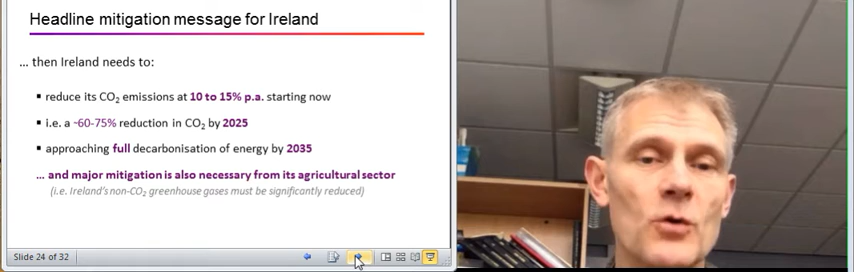 Headline mitigation message for Ireland
... then Ireland needs to:
▪ reduce its CO₂ emissions at 10 to 15% p.a. starting now
▪ i.e. a ~60-75% reduction in CO₂ by 2025
▪ approaching full decarbonisation of energy by 2035
... and major mitigation is also necessary from its agricultural sector
(i.e. Ireland's non-CO₂ greenhouse gases must be significantly reduced)
Slide 24 of 32